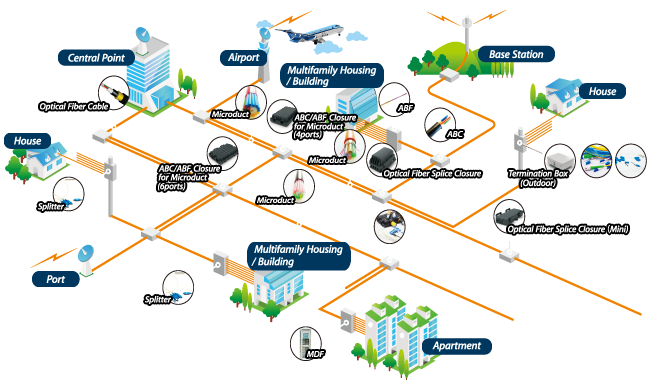 Central Point
Airport
Base Station
Multifamily Housing
/ Building
House
Optical Fiber Cable
Microduct
ABC/ABF Closure
for Microduct
(4ports)
ABF
ABC
House
ABC/ABF Closure
for Microduct
(6ports)
Microduct
Optical Fiber Splice Closure
Termination Box
(Outdoor)
Splitter
Microduct
Optical Fiber Splice Closure (Mini)
Multifamily Housing
/ Building
Port
Splitter
MDF
Apartment